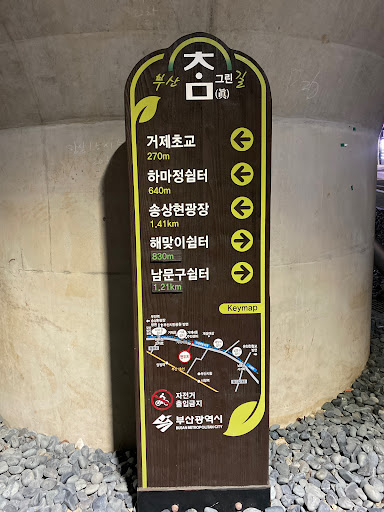 부산 참 그린 길
(眞)
거제초교
270m
하마정쉼터
640m
송상현광장
1.41km
해맞이쉼터
830m
남문구쉼터
1.21km
Keymap
자전거
출입금지
부산광역시
BUSAN METROPOLITAN CITY